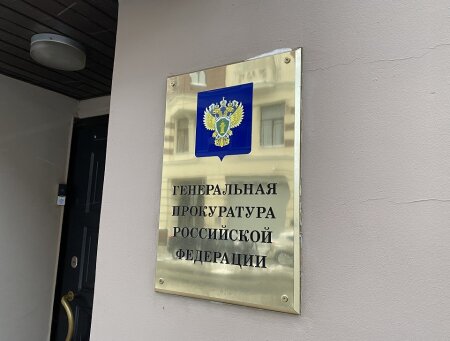 ГЕНЕРАЛЬНАЯ
ПРОКУРАТУРА
РОССИЙСКОЙ
ФЕДЕРАЦИИ